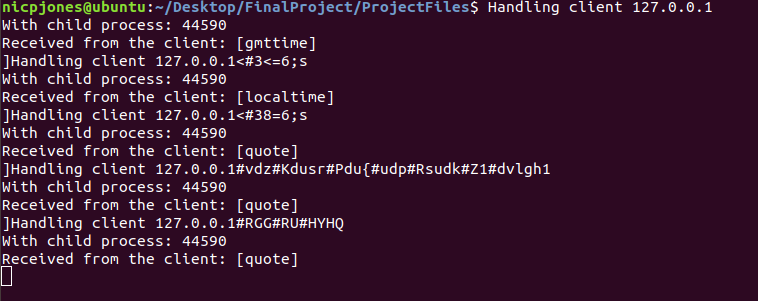 nicpjones@ubuntu:~/Desktop/FinalProject/ProjectFiles$ Handling client 127.0.0.1
With child process: 44590
Received from the client: [gmttime]
]Handling client 127.0.0.1<#3<=6;s
With child process: 44590
Received from the client: [localtime]
]Handling client 127.0.0.1<#38=6;s
With child process: 44590
Received from the client: [quote]
]Handling client 127.0.0.1#vdz#Kdusr#Pdu{#udp#Rsudk#Z1#dvlgh1
With child process: 44590
Received from the client: [quote]
]Handling client 127.0.0.1#RGG#RU#HYHQ
With child process: 44590
Received from the client: [quote]